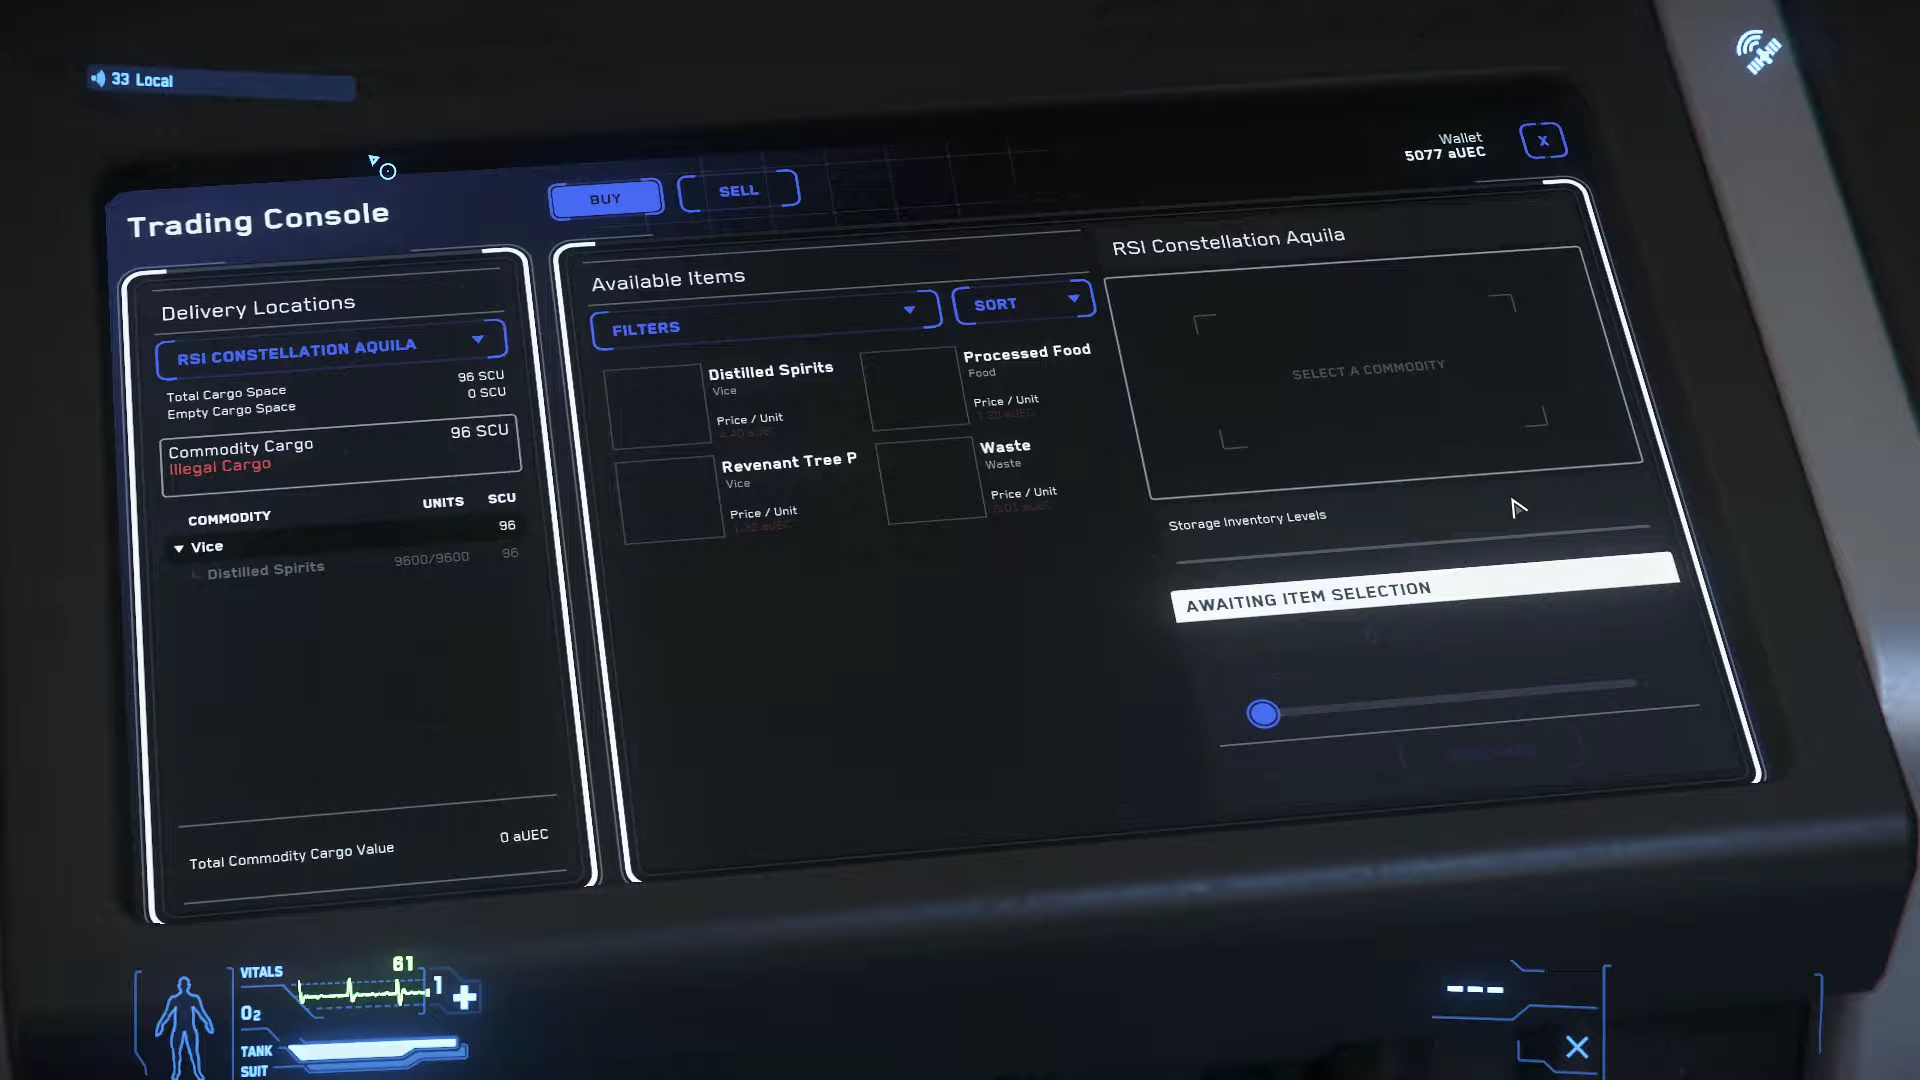 33 Local
Wallet
5077 aUEC
X
Trading Console
BUY
SELL
Delivery Locations
RSI CONSTELLATION AQUILA
Total Cargo Space 96 SCU
Empty Cargo Space 0 SCU
Commodity Cargo 96 SCU
Illegal Cargo
COMMODITY UNITS SCU
Vice 96
Distilled Spirits 9600/9600 96
Total Commodity Cargo Value 0 aUEC
Available Items
FILTERS
SORT
Distilled Spirits
Vice
Price / Unit
Processed Food
Food
Price / Unit
Revenant Tree P
Vice
Price / Unit
Waste
Waste
Price / Unit
RSI Constellation Aquila
SELECT A COMMODITY
Storage Inventory Levels
AWAITING ITEM SELECTION
VITALS
61
1
O2
TANK
SUIT